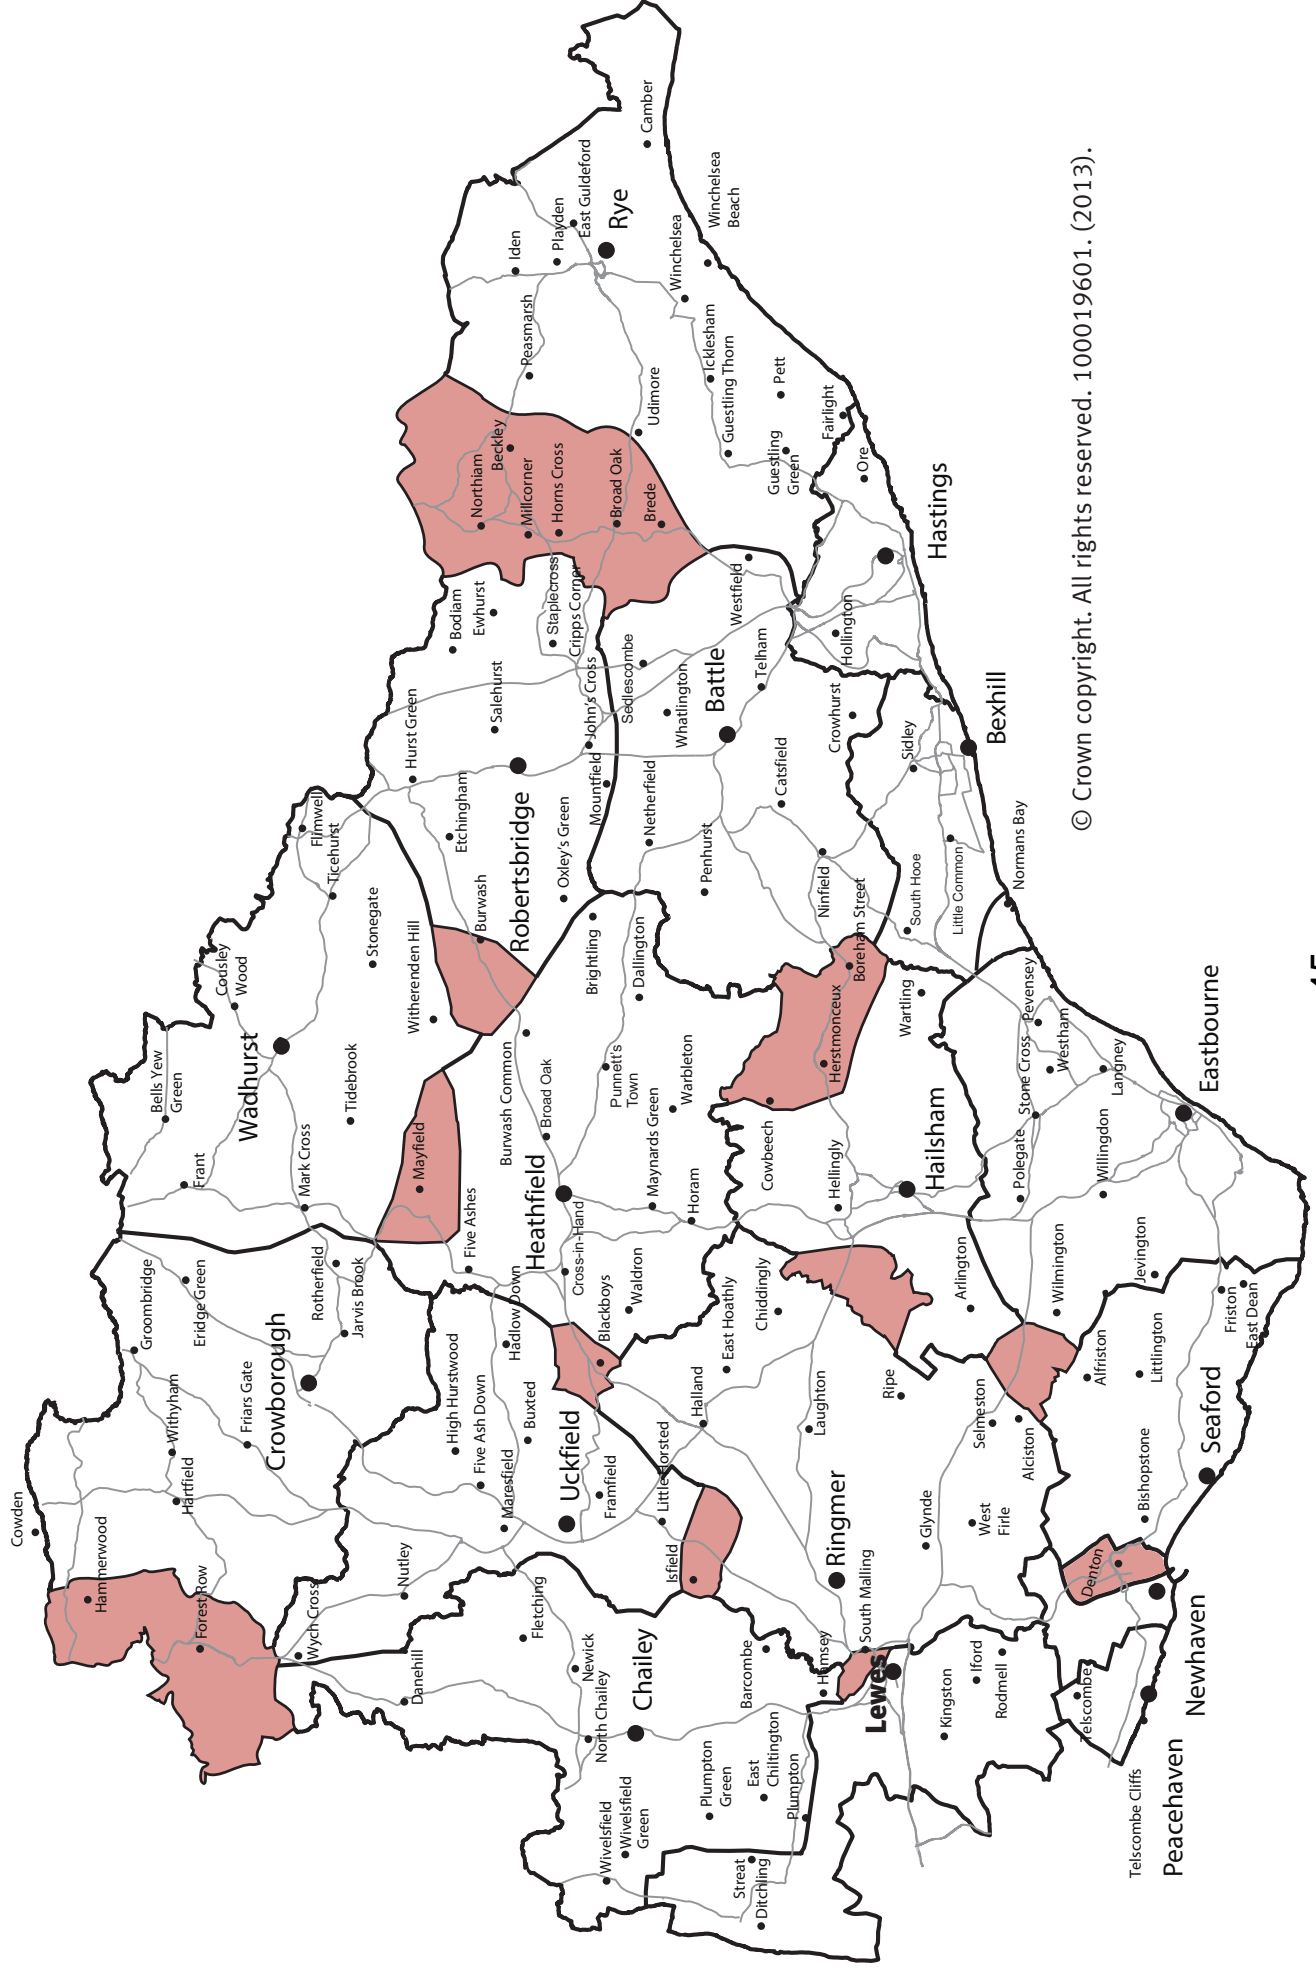 Cowden
Hammerwood
Forest Row
Hartfield
Withyham
Groombridge
Friars Gate
Eridge Green
Crowborough
Rotherfield
Jarvis Brook
Wych Cross
Nutley
Danehill
High Hurstwood
Five Ash Down
Maresfield
Buxted
Hadlow Down
Uckfield
Framfield
Blackboys
Little Horsted
Isfield
Fletching
Newick
North Chailey
Chailey
Wivelsfield
Wivelsfield
Green
Plumpton
Green
East
Chiltington
Plumpton
Streat
Ditchling
Barcombe
Hamsey
South Malling
Lewes
Ringmer
Halland
East Hoathly
Chiddingly
Laughton
Ripe
Glynde
West
Firle
Selmeston
Alciston
Kingston
Iford
Rodmell
Telscombe
Telscombe Cliffs
Peacehaven
Newhaven
Denton
Bishopstone
Seaford
Alfriston
Littlington
Friston
East Dean
Jevington
Wilmington
Arlington
Frant
Bells Yew
Green
Cousley
Wood
Wadhurst
Mark Cross
Tidebrook
Stonegate
Ticehurst
Flimwell
Witherenden Hill
Mayfield
Five Ashes
Heathfield
Cross-in-Hand
Broad Oak
Burwash Common
Punnett's
Town
Maynards Green
Warbleton
Horam
Waldron
Cowbeech
Herstmonceux
Boreham Street
Wartling
Hellingly
Hailsham
Polegate
Stone Cross
Pevensey
Westham
Langney
Willingdon
Eastbourne
Hurst Green
Etchingham
Burwash
Robertsbridge
Salehurst
Bodiam
Ewhurst
Staplecross
Cripps Corner
John's Cross
Mountfield
Oxley's Green
Brightling
Dallington
Netherfield
Penhurst
Sedlescombe
Whatlington
Battle
Telham
Westfield
Catsfield
Crowhurst
Ninfield
South Hooe
Little Common
Normans Bay
Sidley
Bexhill
Hollington
Hastings
Ore
Fairlight
Pett
Guestling
Green
Guestling Thorn
Icklesham
Winchelsea
Winchelsea
Beach
Northiam
Beckley
Millcorner
Horns Cross
Broad Oak
Brede
Udimore
Peasmarsh
Iden
Playden
East Guldeford
Rye
Camber
© Crown copyright. All rights reserved. 100019601. (2013).